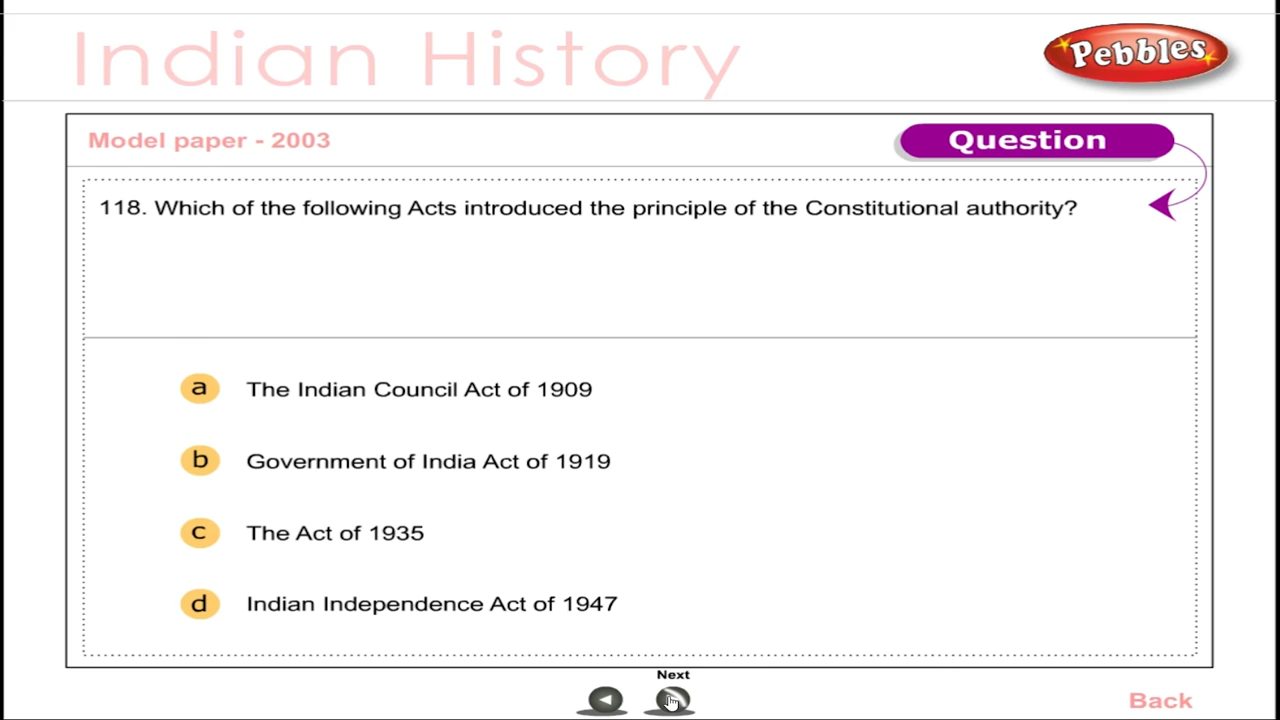 Indian History
Pebbles
Model paper - 2003
Question
118. Which of the following Acts introduced the principle of the Constitutional authority?
a The Indian Council Act of 1909
b Government of India Act of 1919
c The Act of 1935
d Indian Independence Act of 1947
Next
Back